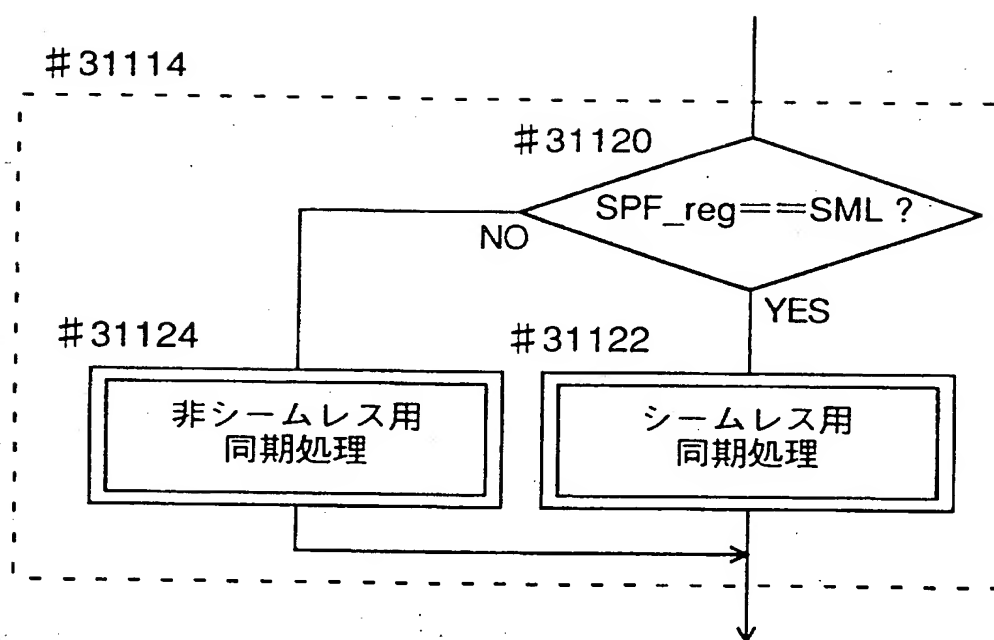 #31114
#31120
SPF_reg==SML ?
NO
YES
#31124
#31122
非シームレス用
同期処理
シームレス用
同期処理